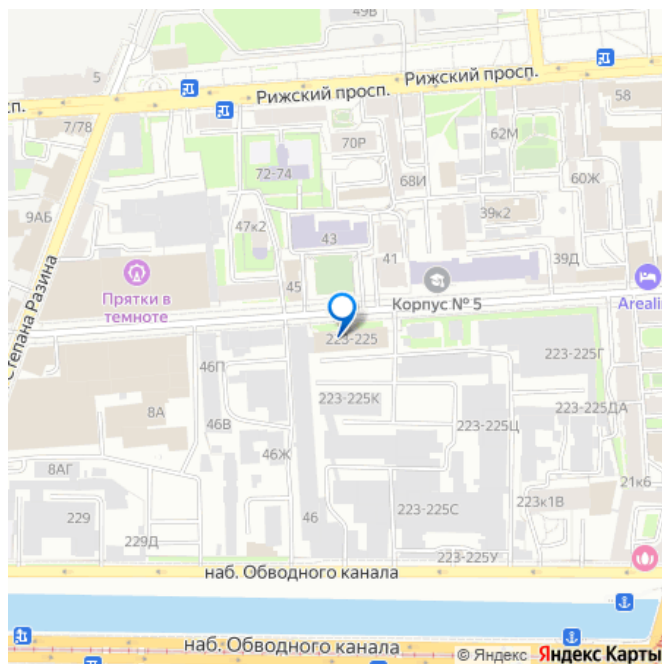 49В
5
Рижский просп.
Рижский просп.
сп.
58
7/78
62М
70Р
72-74
68И
60Ж
9АБ
39к2
47к2
43
39Д
41
45
Прятки в
темноте
Корпус № 5
Areali
Степана Разина
223-225
223-225Г
46П
223-225К
8А
46В
223-225ДА
223-225Ц
46Ж
8АГ
21к6
223к1В
229
46
223-225С
229Д
223-225У
наб. Обводного канала
наб. Обводного канала
© Яндекс Яндекс Карты